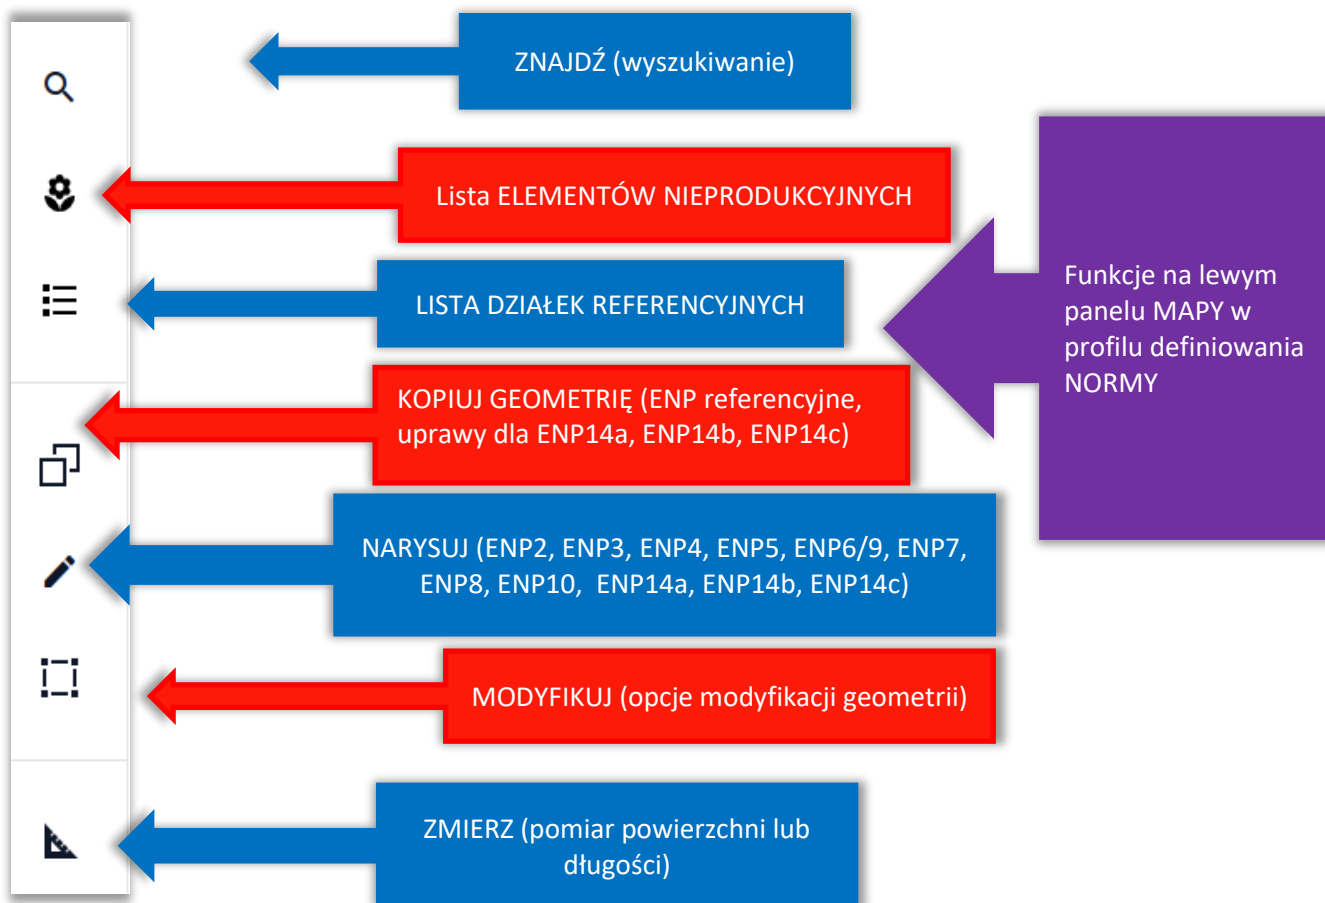 ZNAJDŹ (wyszukiwanie)
Lista ELEMENTÓW NIEPRODUKCYJNYCH
LISTA DZIAŁEK REFERENCYJNYCH
KOPIUJ GEOMETRIĘ (ENP referencyjne,
uprawy dla ENP14a, ENP14b, ENP14c)
NARYSUJ (ENP2, ENP3, ENP4, ENP5, ENP6/9, ENP7,
ENP8, ENP10,  ENP14a, ENP14b, ENP14c)
MODYFIKUJ (opcje modyfikacji geometrii)
ZMIERZ (pomiar powierzchni lub
długości)
Funkcje na lewym
panelu MAPY w
profilu definiowania
NORMY